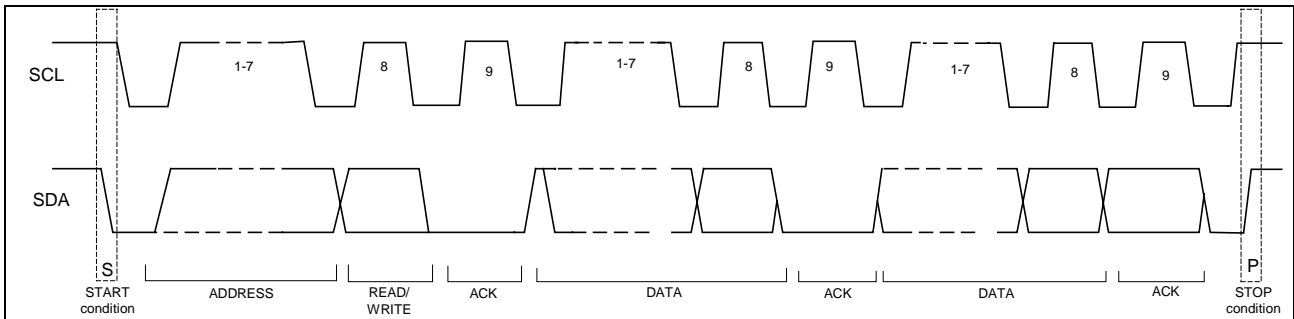 SCL
1-7 8 9 1-7 8 9 1-7 8 9
SDA
S P
START ADDRESS READ/ ACK DATA ACK DATA ACK STOP
condition WRITE condition